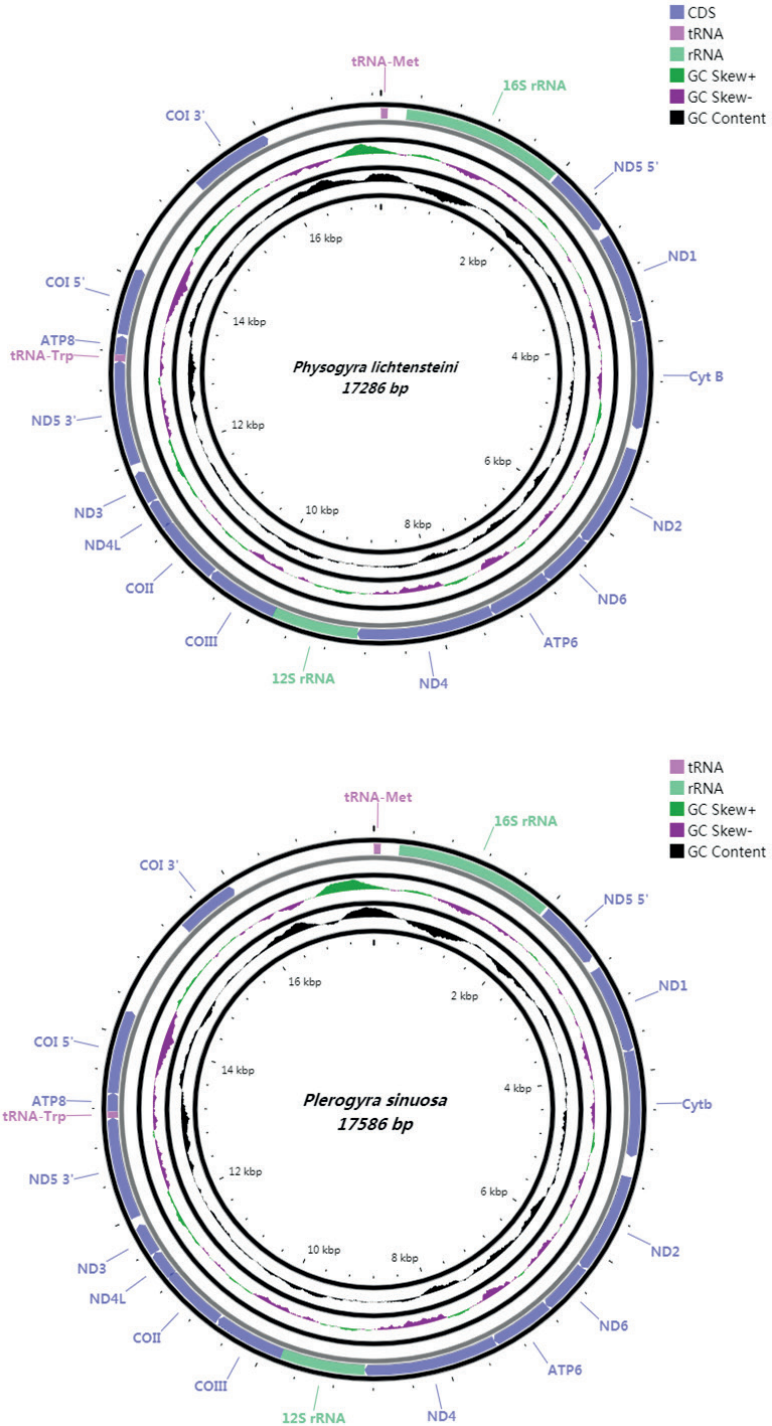 CDS
tRNA
rRNA
GC Skew+
GC Skew-
GC Content
tRNA-Met
16S rRNA
COI 3'
ND5 5'
ND1
COI 5'
ATP8
tRNA-Trp
Cyt B
ND5 3'
ND3
ND4L
ND2
COII
ND6
COIII
ATP6
12S rRNA
ND4
16 kbp
2 kbp
14 kbp
4 kbp
12 kbp
6 kbp
10 kbp
8 kbp
Physogyra lichtensteini
17286 bp
tRNA
rRNA
GC Skew+
GC Skew-
GC Content
tRNA-Met
16S rRNA
COI 3'
ND5 5'
ND1
COI 5'
ATP8
tRNA-Trp
Cytb
ND5 3'
ND3
ND4L
ND2
COII
ND6
COIII
ATP6
12S rRNA
ND4
16 kbp
2 kbp
14 kbp
4 kbp
12 kbp
6 kbp
10 kbp
8 kbp
Plerogyra sinuosa
17586 bp